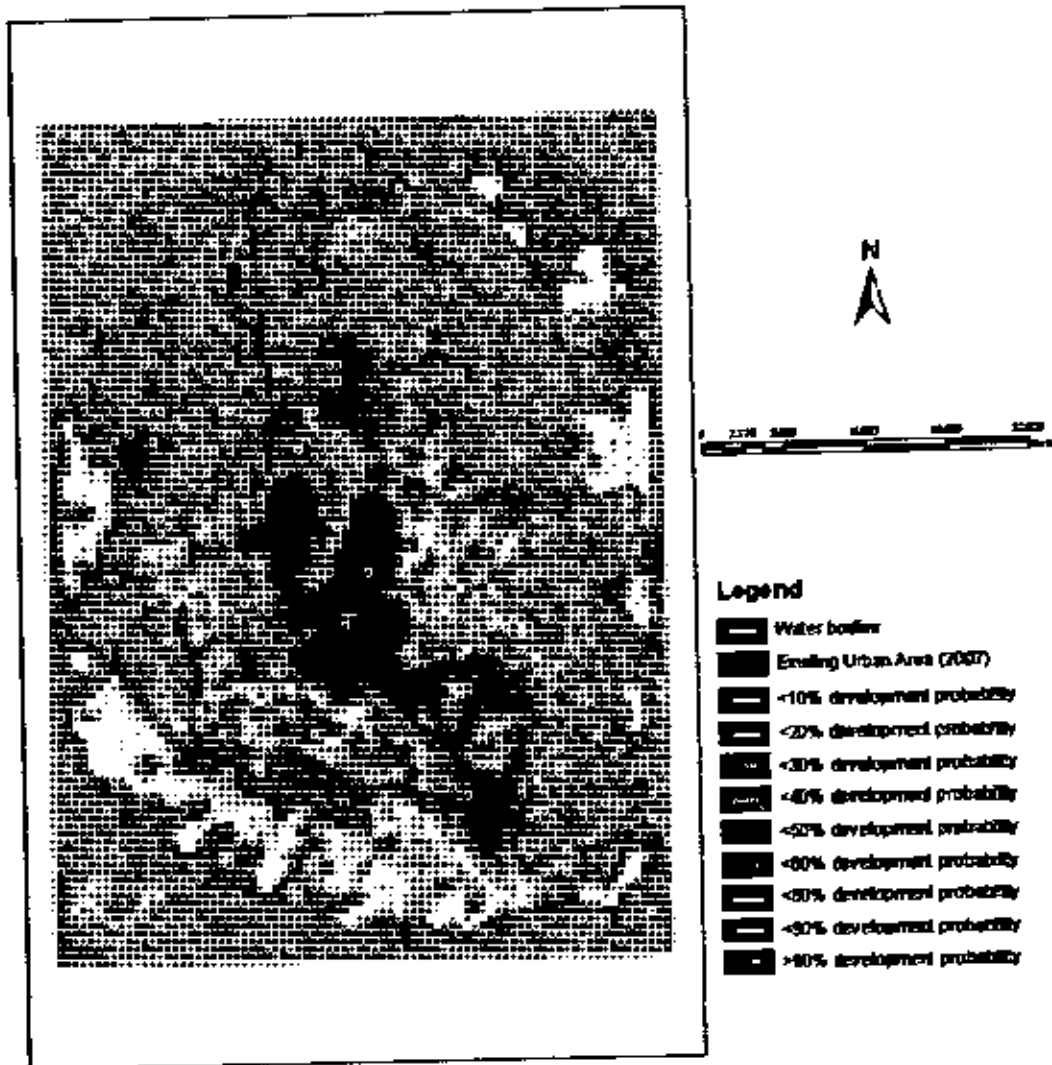 N
0
Legend
Water bodies
Existing Urban Area (2007)
<10% development probability
<20% development probability
<30% development probability
<40% development probability
<50% development probability
<60% development probability
<80% development probability
<90% development probability
>90% development probability